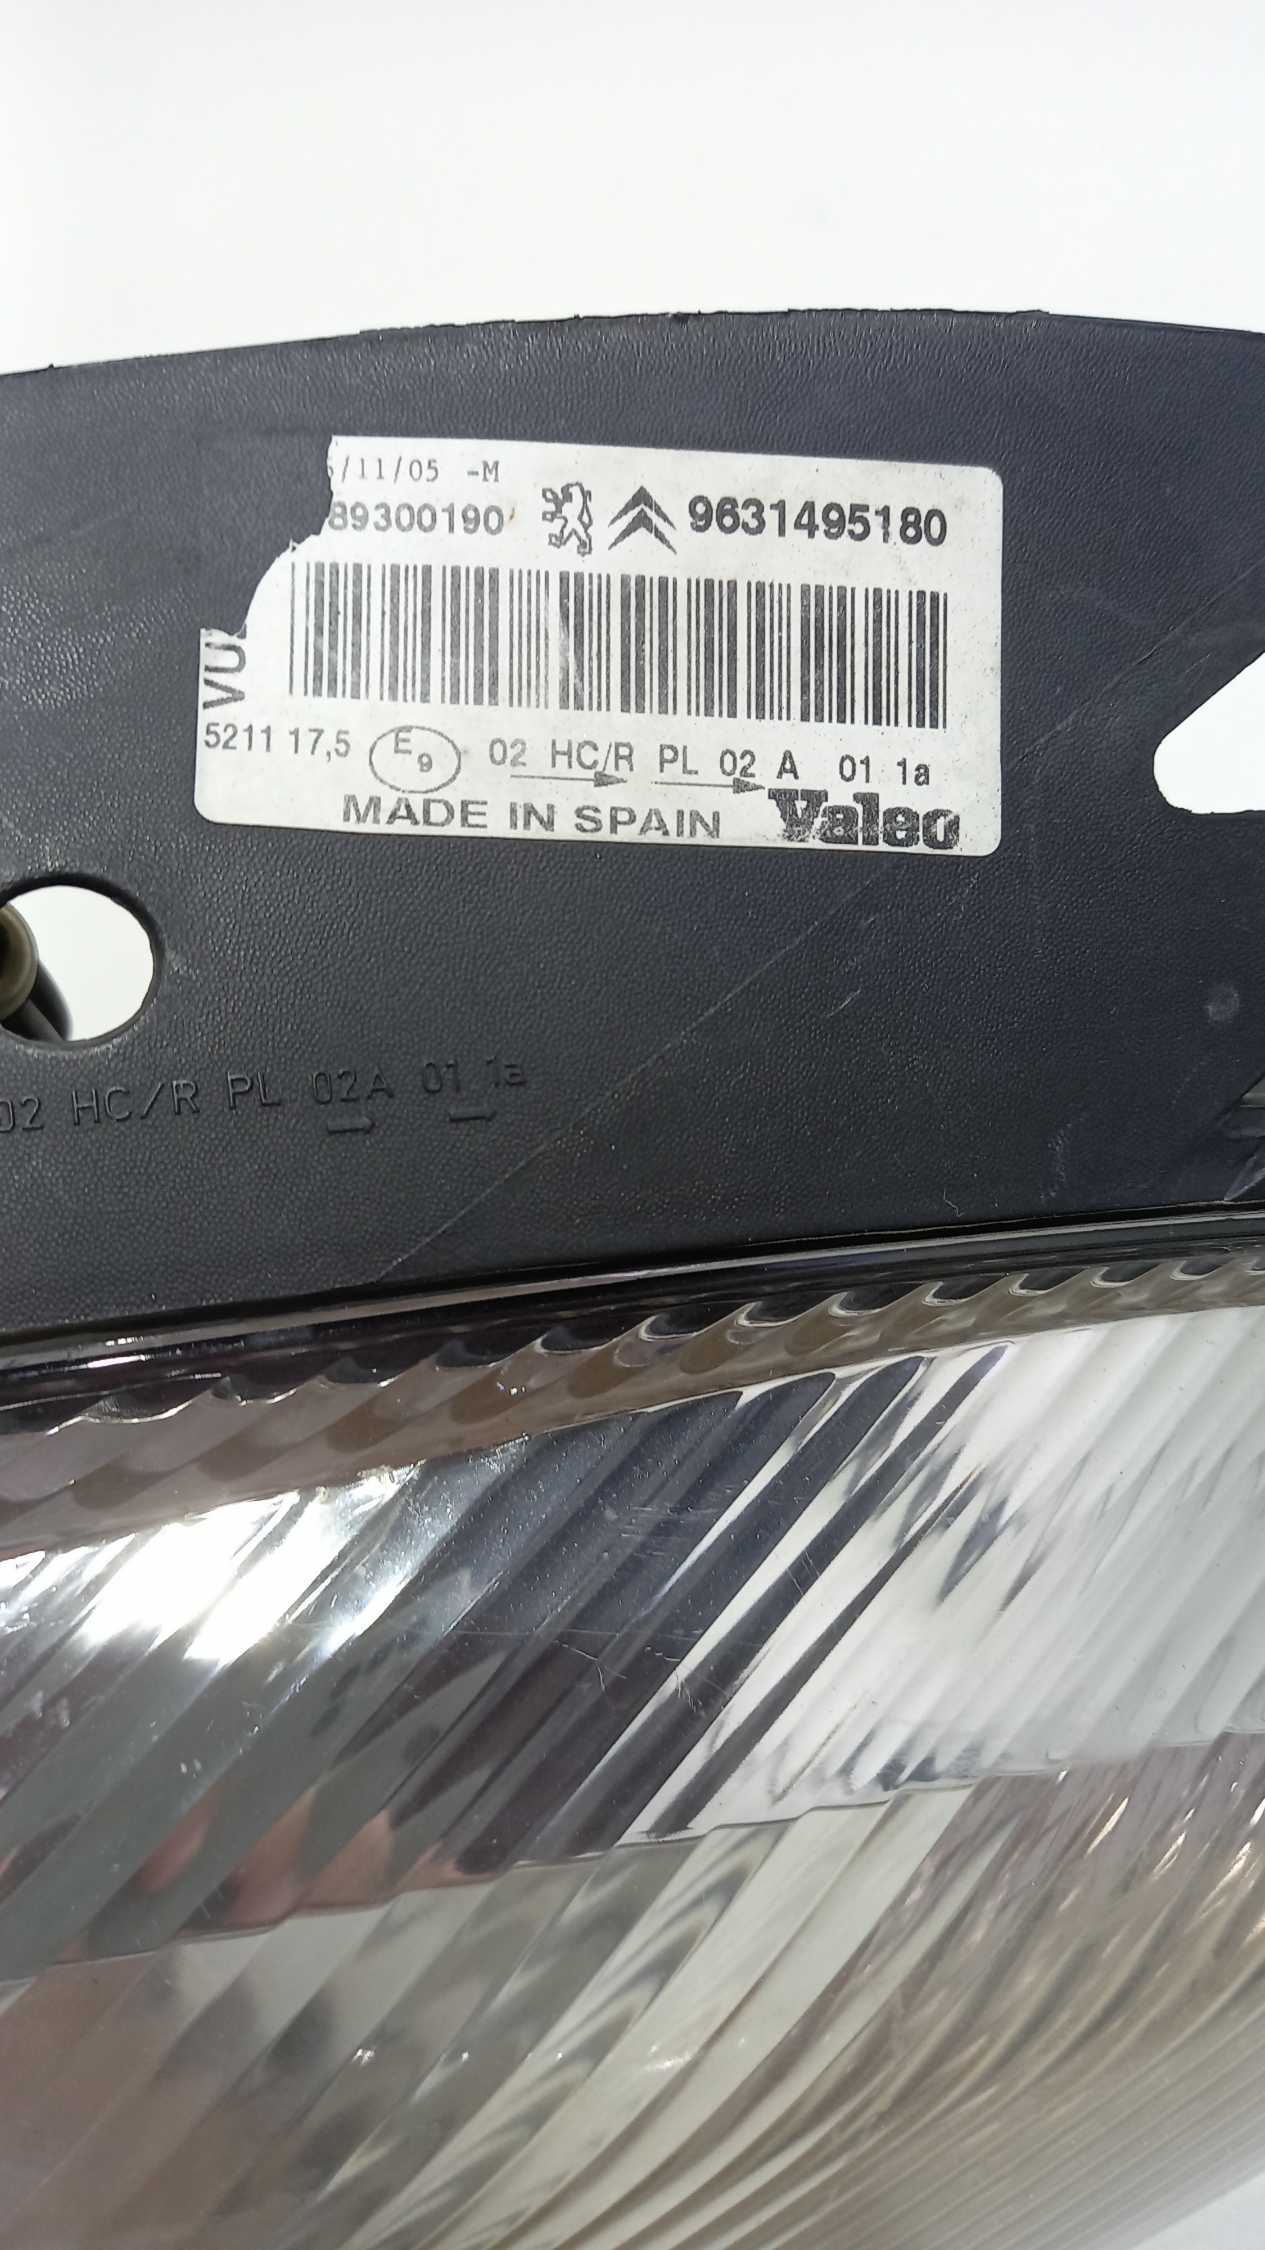 /11/05 -M
89300190 9631495180
VU
5211 17,5 E9 02 HC/R PL 02 A 01 1a
MADE IN SPAIN Valeo
02 HC/R PL 02A 01 1a